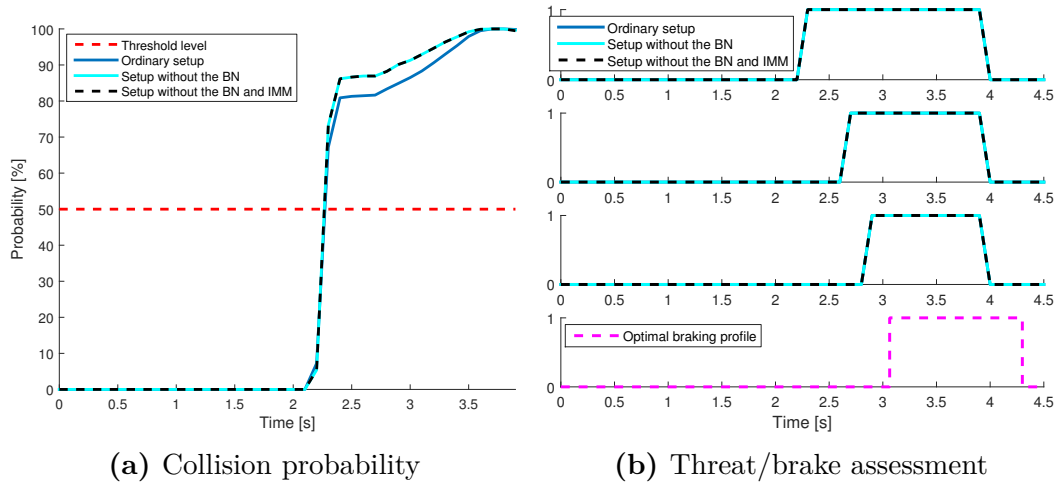 100
90
80
70
60
50
40
30
20
10
0
Probability [%]
Threshold level
Ordinary setup
Setup without the BN
Setup without the BN and IMM
0 0.5 1 1.5 2 2.5 3 3.5
Time [s]
(a) Collision probability
1
Ordinary setup
Setup without the BN
Setup without the BN and IMM
0
0 0.5 1 1.5 2 2.5 3 3.5 4 4.5
1
0
0 0.5 1 1.5 2 2.5 3 3.5 4 4.5
1
0
0 0.5 1 1.5 2 2.5 3 3.5 4 4.5
1
Optimal braking profile
0
0 0.5 1 1.5 2 2.5 3 3.5 4 4.5
Time [s]
(b) Threat/brake assessment